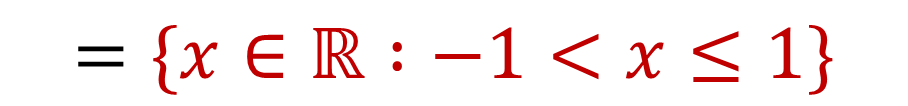 = {x ∈ ℝ : −1 < x ≤ 1}